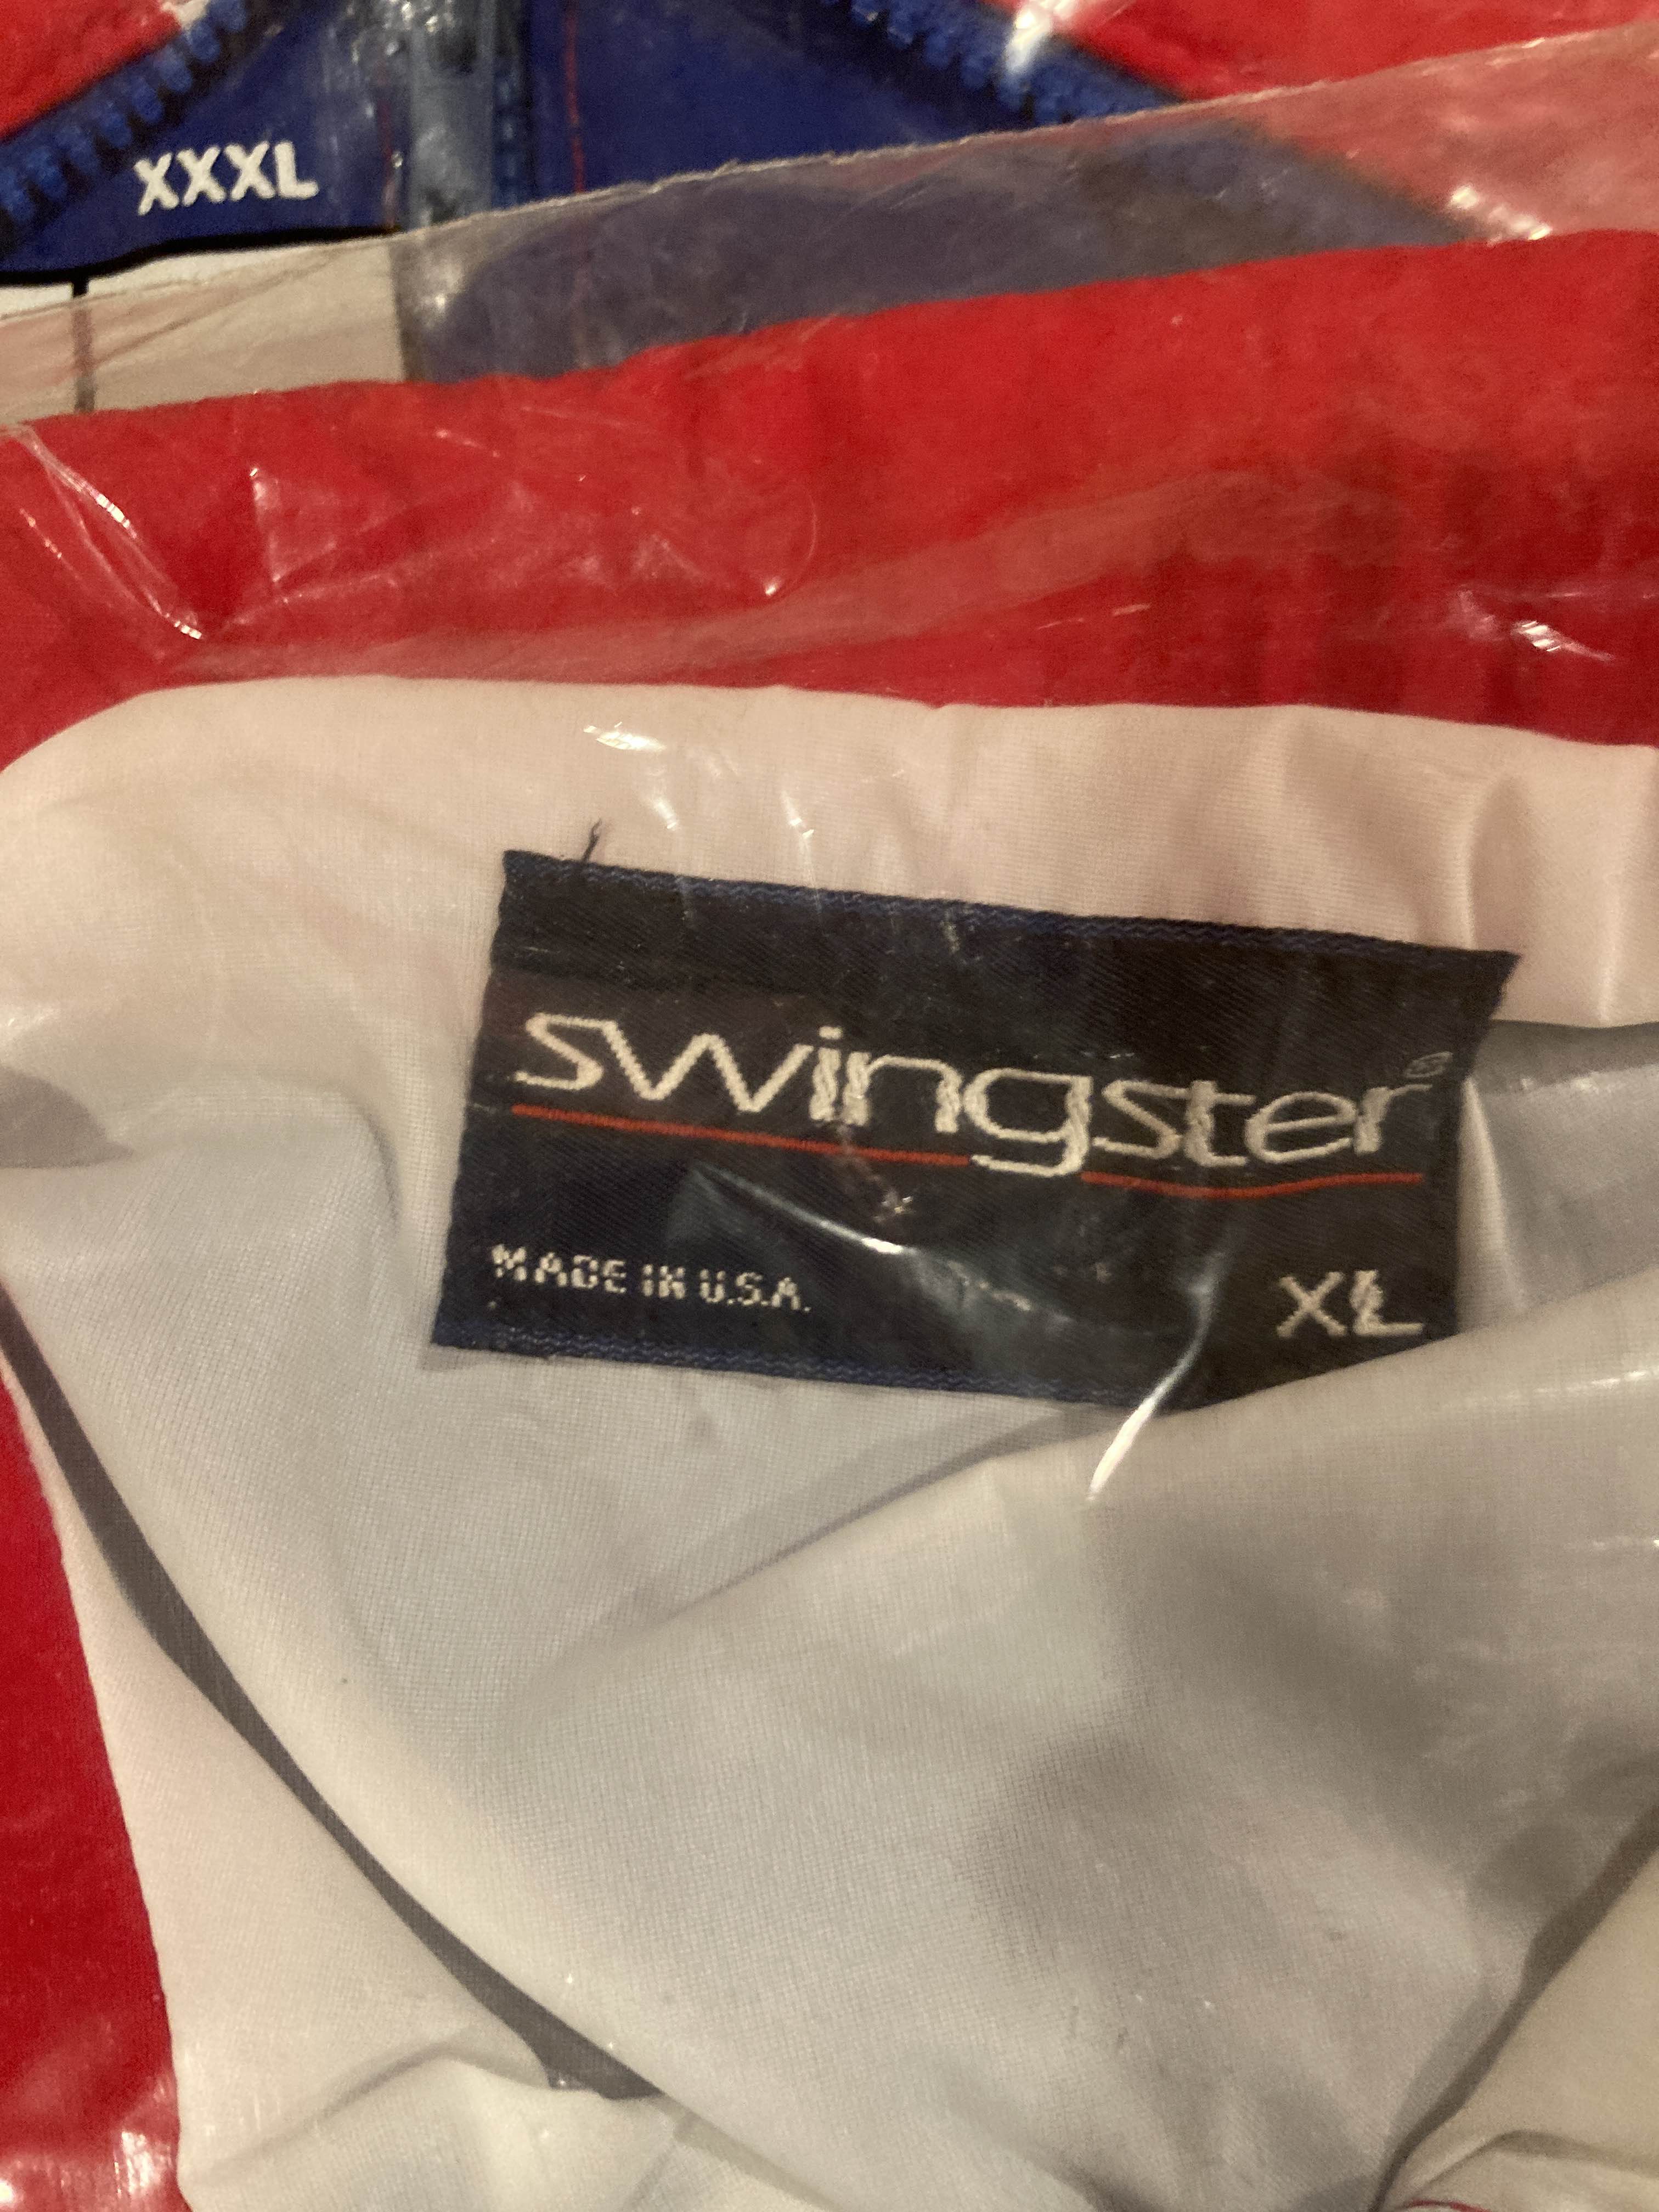 XXXL
swingster®
MADE IN U.S.A.
XL